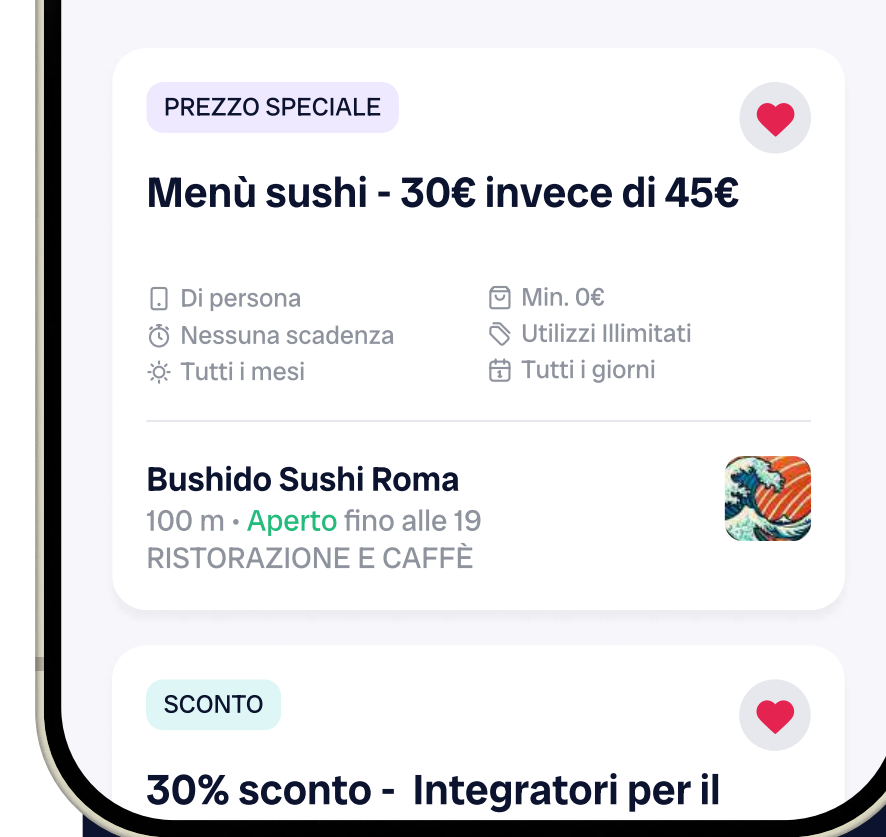 PREZZO SPECIALE
Menù sushi - 30€ invece di 45€
Di persona
Min. 0€
Nessuna scadenza
Utilizzi Illimitati
Tutti i mesi
Tutti i giorni
Bushido Sushi Roma
100 m • Aperto fino alle 19
RISTORAZIONE E CAFFÈ
SCONTO
30% sconto -  Integratori per il